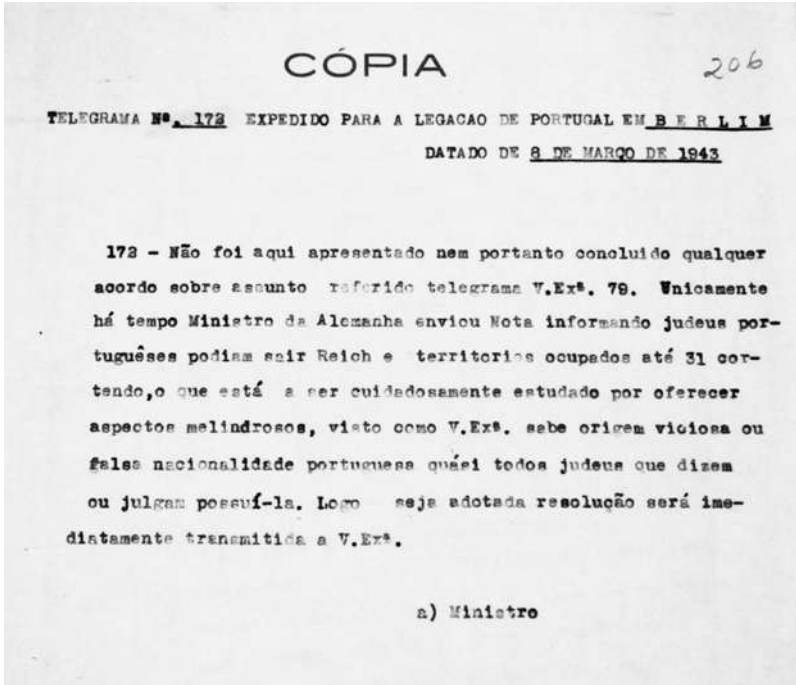 CÓPIA
206
TELEGRAMA Nº. 172 EXPEDIDO PARA A LEGACAO DE PORTUGAL EM B E R L I M
DATADO DE 8 DE MARÇO DE 1943
172 - Não foi aqui apresentado nem portanto concluido qualquer
acordo sobre assunto referido telegrama V.Exª. 79. Unicamente
há tempo Ministro da Alemanha enviou Nota informando judeus por-
tuguêses podiam sair Reich e territorios ocupados até 31 cor-
tendo,o que está a ser cuidadosamente estudado por oferecer
aspectos melindrosos, visto como V.Exª. sabe origem viciosa ou
falsa nacionalidade portuguesa quási todos judeus que dizem
ou julgam possuí-la. Logo seja adotada resolução será ime-
diatamente transmitida a V.Exª.
a) Ministro